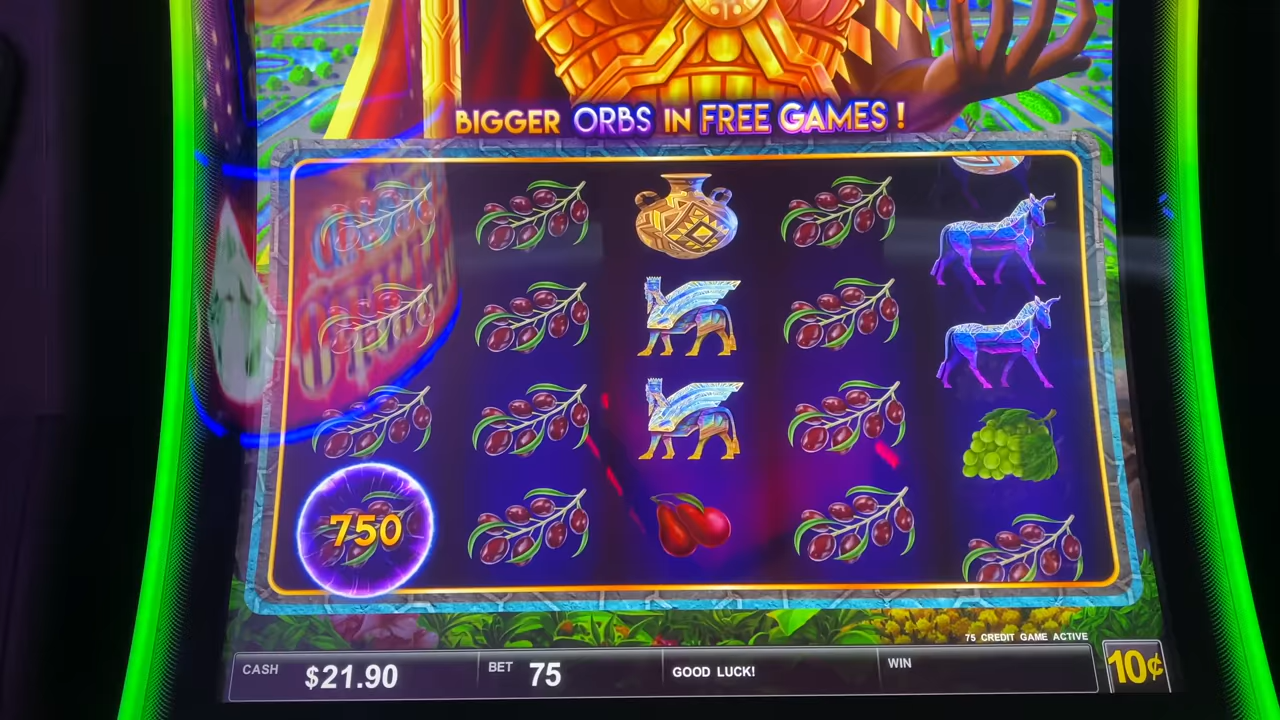 BIGGER ORBS IN FREE GAMES !
750
75 CREDIT GAME ACTIVE
CASH $21.90 BET 75 GOOD LUCK! WIN
10¢